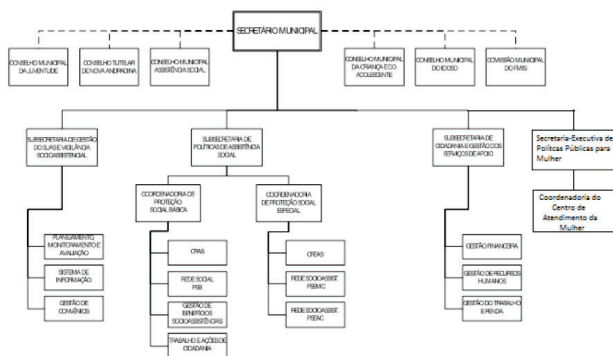 SECRETÁRIO MUNICIPAL
CONSELHO MUNICIPAL
DA JUVENTUDE
CONSELHO TUTELAR
DE NOVA ANDRADINA
CONSELHO MUNICIPAL
ASSISTÊNCIA SOCIAL
CONSELHO MUNICIPAL
DA CRIANÇA E DO
ADOLESCENTE
CONSELHO MUNICIPAL
DO IDOSO
COMISSÃO MUNICIPAL
DO FMIS
SUBSECRETARIA DE GESTÃO
DO SUAS E VIGILÂNCIA
SOCIOASSISTENCIAL
SUBSECRETARIA DE
POLÍTICAS DE ASSISTÊNCIA
SOCIAL
SUBSECRETARIA DE
CIDADANIA E GESTÃO DOS
SERVIÇOS DE APOIO
Secretaria-Executiva de
Polítcas Públicas para
Mulher
COORDENADORIA DE
PROTEÇÃO
SOCIAL BÁSICA
COORDENADORIA
DE PROTEÇÃO SOCIAL
ESPECIAL
Coordenadoria do
Centro de
Atendimento da
Mulher
PLANEJAMENTO,
MONITORAMENTO E
AVALIAÇÃO
SISTEMA DE
INFORMAÇÃO
GESTÃO DE
CONVÊNIOS
CRAS
REDE SOCIAL
PSB
GESTÃO DE
BENEFÍCIOS
SOCIOASSISTÊNCIAS
TRABALHO E AÇÕES DE
CIDADANIA
CREAS
REDE SOCIOASSIST.
PSEMC
REDE SOCIOASSIST.
PSEAC
GESTÃO FINANCEIRA
GESTÃO DE RECURSOS
HUMANOS
GESTÃO DO TRABALHO
E RENDA